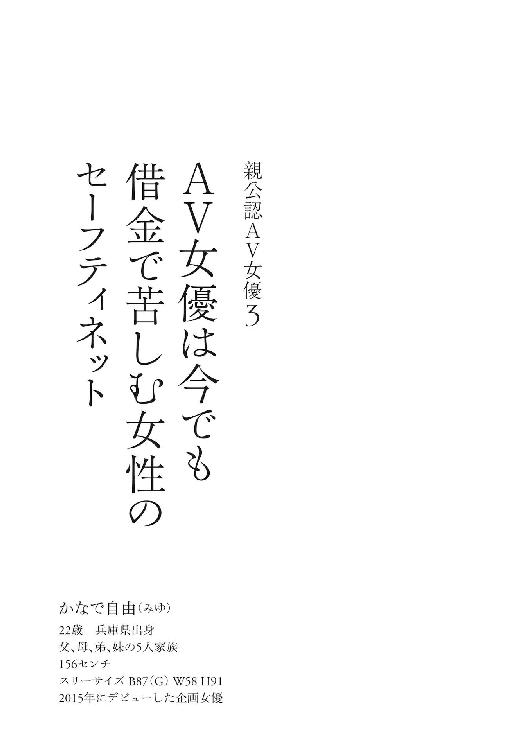 親公認AV女優3
AV女優は今でも
借金で苦しむ女性の
セーフティネット
かなで自由(みゆ)
22歳　兵庫県出身
父、母、弟、妹の5人家族
156センチ
スリーサイズ B87(G) W58 H91
2015年にデビューした企画女優